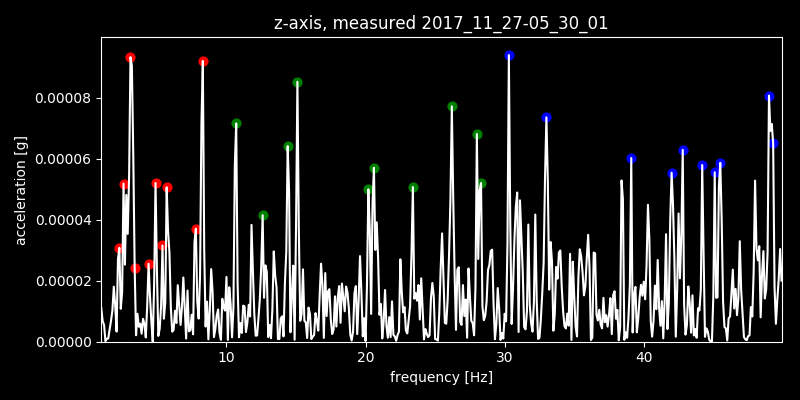 z-axis, measured 2017_11_27-05_30_01
0.00008
0.00006
0.00004
0.00002
0.00000
acceleration [g]
10 20 30 40
frequency [Hz]